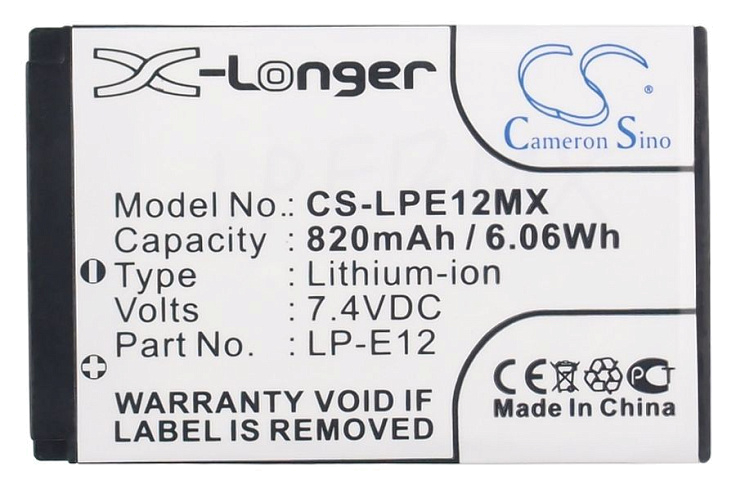 X-Longer
CS ®
Cameron Sino
Model No.: CS-LPE12MX
Capacity : 820mAh / 6.06Wh
Type : Lithium-ion
Volts : 7.4VDC
Part No. : LP-E12
WARRANTY VOID IF
LABEL IS REMOVED
CE PCT
Made In China